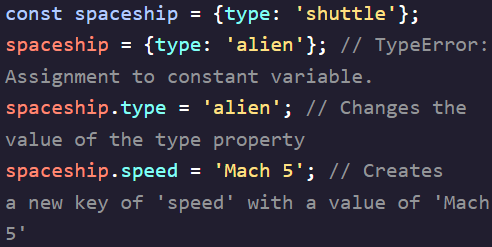 const spaceship = {type: 'shuttle'};
spaceship = {type: 'alien'}; // TypeError:
Assignment to constant variable.
spaceship.type = 'alien'; // Changes the
value of the type property
spaceship.speed = 'Mach 5'; // Creates
a new key of 'speed' with a value of 'Mach
5'